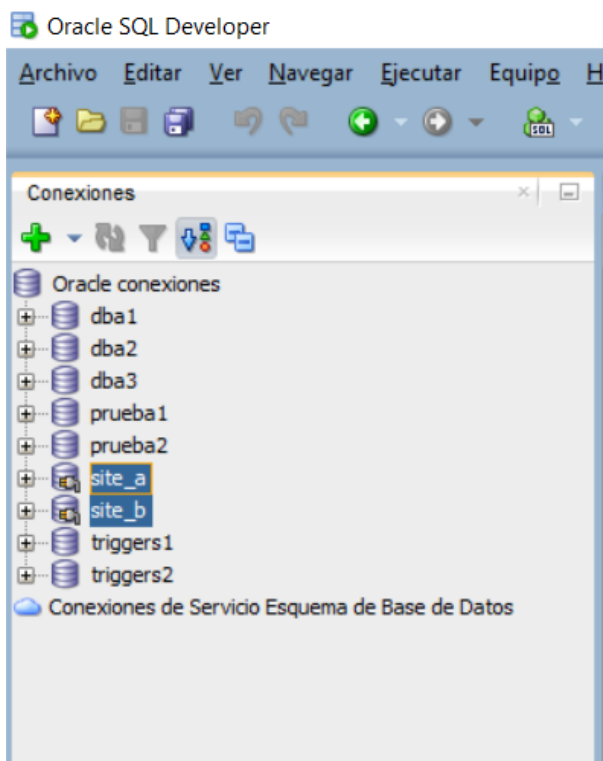 Oracle SQL Developer
Archivo Editar Ver Navegar Ejecutar Equipo H
SQL
Conexiones
Oracle conexiones
dba1
dba2
dba3
prueba1
prueba2
site_a
site_b
triggers1
triggers2
Conexiones de Servicio Esquema de Base de Datos